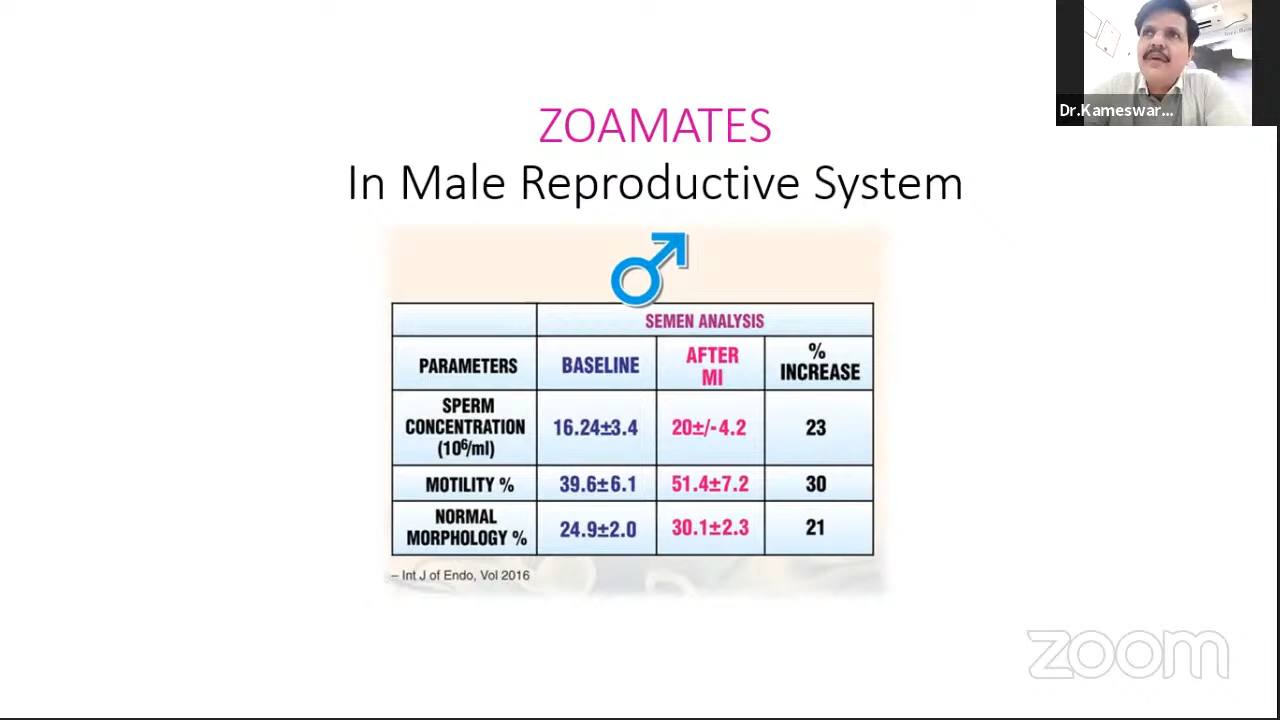 Dr.Kameswar...
ZOAMATES
In Male Reproductive System
SEMEN ANALYSIS
PARAMETERS BASELINE AFTER MI % INCREASE
SPERM CONCENTRATION (10⁶/ml) 16.24±3.4 20±/-4.2 23
MOTILITY % 39.6±6.1 51.4±7.2 30
NORMAL MORPHOLOGY % 24.9±2.0 30.1±2.3 21
– Int J of Endo, Vol 2016
zoom